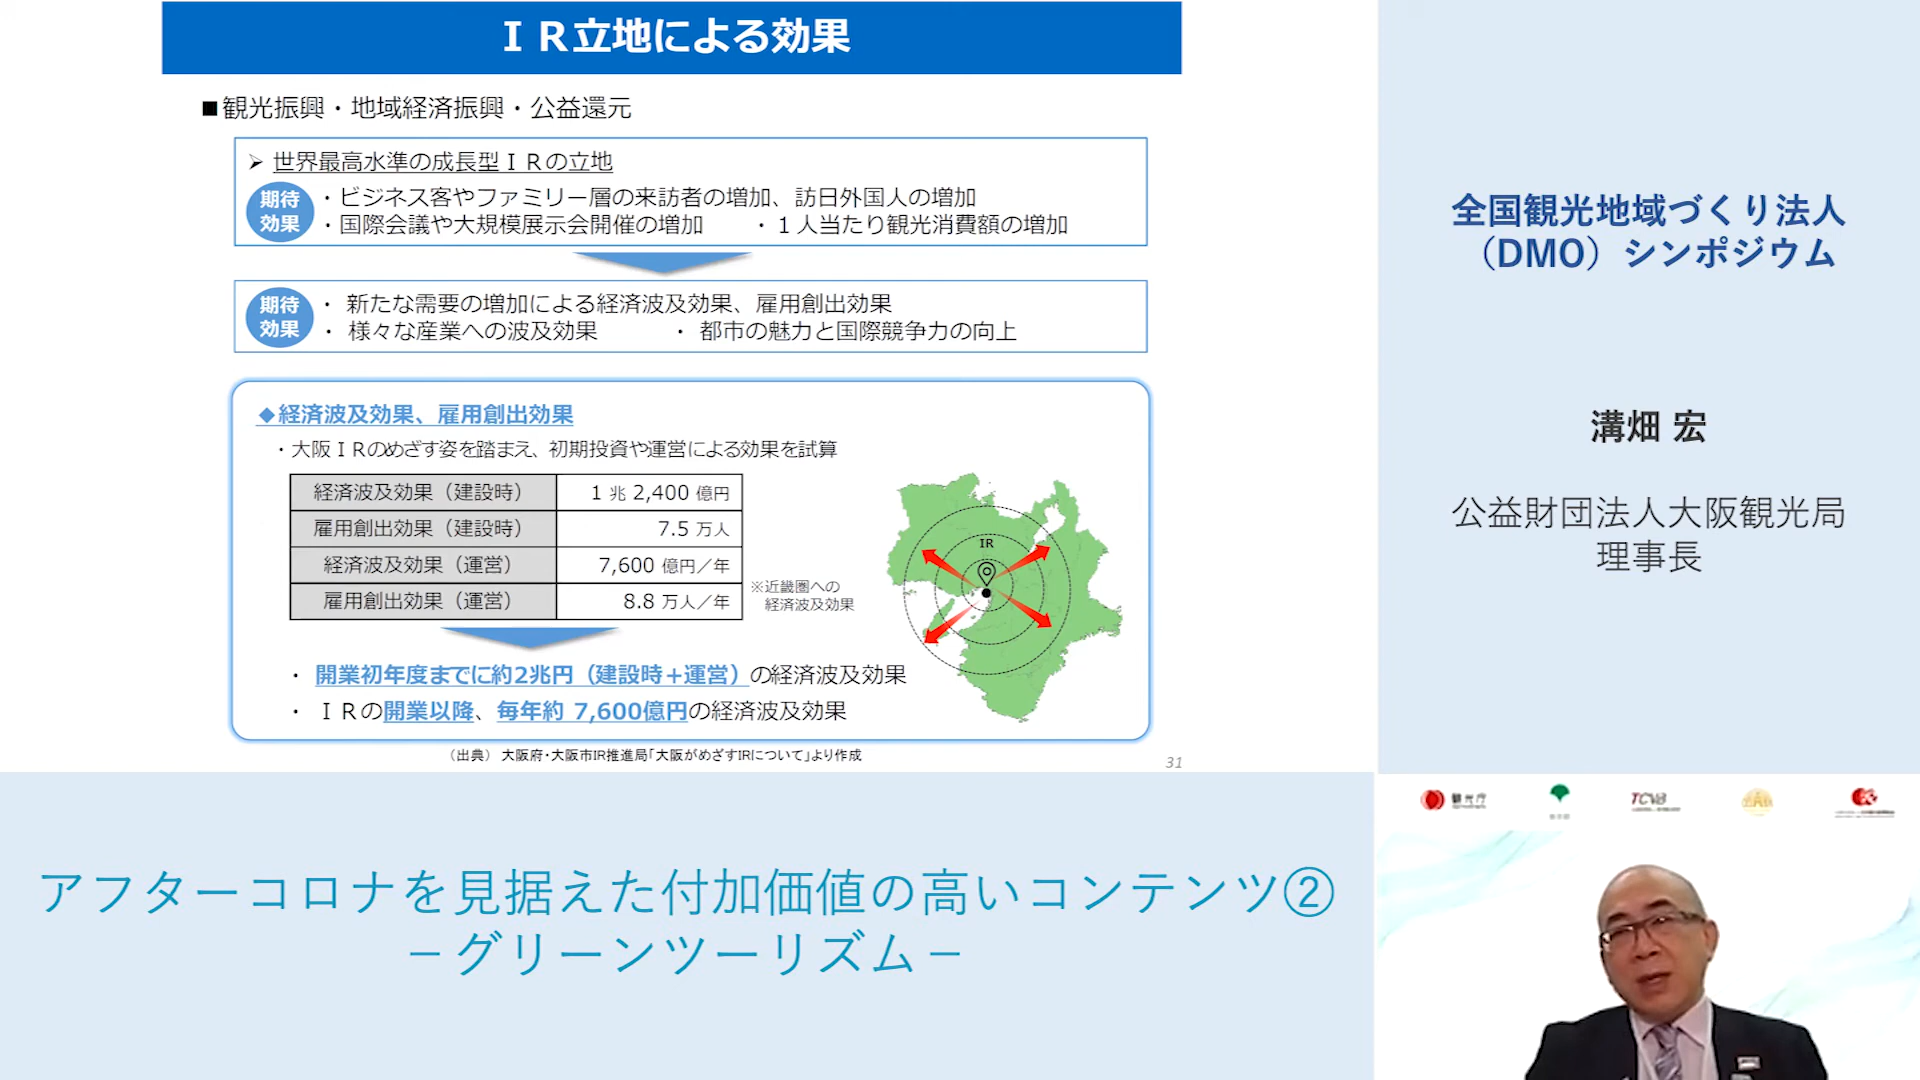 ＩＲ立地による効果
■観光振興・地域経済振興・公益還元
➢ 世界最高水準の成長型ＩＲの立地
期待
効果
・ビジネス客やファミリー層の来訪者の増加、訪日外国人の増加
・国際会議や大規模展示会開催の増加　・１人当たり観光消費額の増加
期待
効果
・ 新たな需要の増加による経済波及効果、雇用創出効果
・ 様々な産業への波及効果　・ 都市の魅力と国際競争力の向上
◆経済波及効果、雇用創出効果
・大阪ＩＲのめざす姿を踏まえ、初期投資や運営による効果を試算
経済波及効果（建設時） 1 兆 2,400 億円
雇用創出効果（建設時） 7.5 万人
経済波及効果（運営） 7,600 億円／年
雇用創出効果（運営） 8.8 万人／年
※近畿圏への
経済波及効果
IR
・ 開業初年度までに約2兆円（建設時＋運営）の経済波及効果
・ ＩＲの開業以降、毎年約 7,600億円の経済波及効果
（出典） 大阪府・大阪市IR推進局「大阪がめざすIRについて」より作成
31
全国観光地域づくり法人
（DMO）シンポジウム
溝畑 宏
公益財団法人大阪観光局
理事長
観光庁
TCVB
アフターコロナを見据えた付加価値の高いコンテンツ②
－グリーンツーリズム－